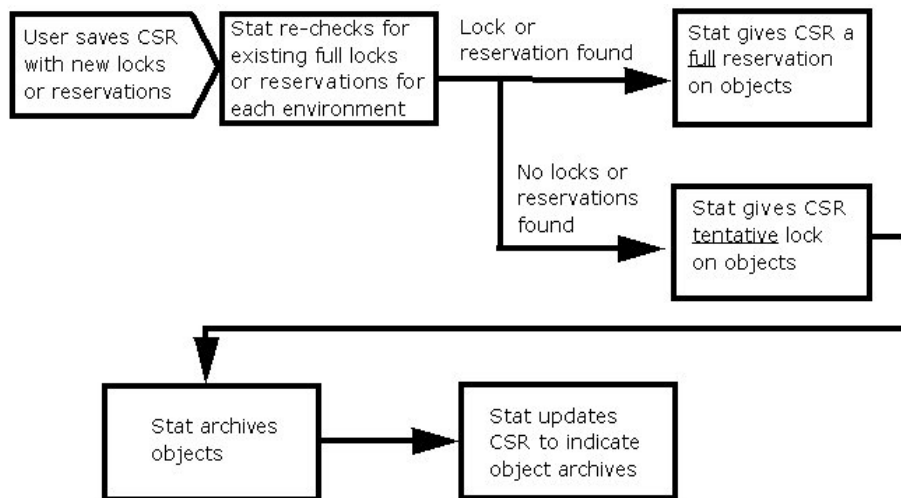 User saves CSR
with new locks
or reservations
Stat re-checks for
existing full locks
or reservations for
each environment
Lock or
reservation found
Stat gives CSR a
full reservation
on objects
No locks or
reservations
found
Stat gives CSR
tentative lock
on objects
Stat archives
objects
Stat updates
CSR to indicate
object archives